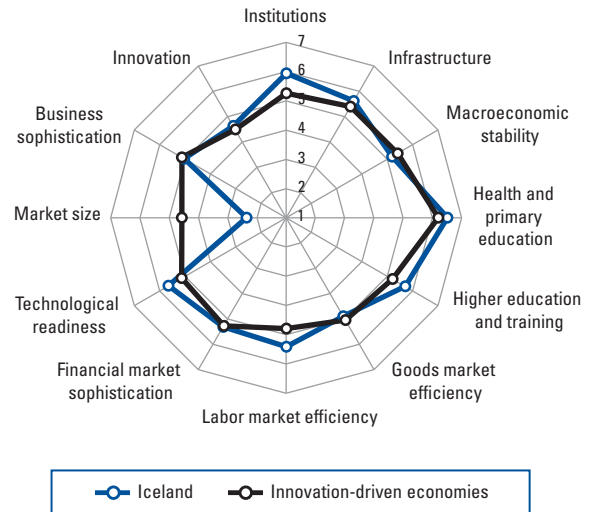 Institutions
Innovation
Infrastructure
Business
sophistication
Macroeconomic
stability
Market size
Health and
primary
education
Technological
readiness
Higher education
and training
Financial market
sophistication
Goods market
efficiency
Labor market efficiency
7
6
5
4
3
2
1
Iceland
Innovation-driven economies